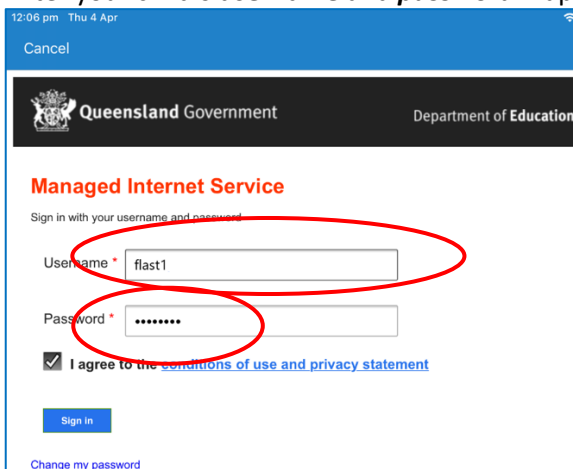 12:06 pm Thu 4 Apr
Cancel
Queensland Government
Department of Education
Managed Internet Service
Sign in with your username and password
Username * flast1
Password * ••••••••
I agree to the conditions of use and privacy statement
Sign in
Change my password